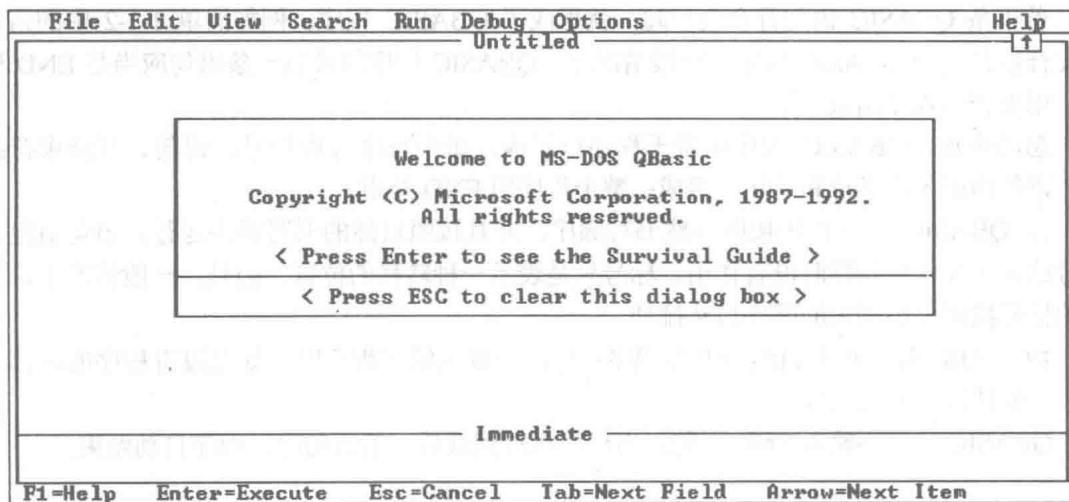 File Edit View Search Run Debug Options Help
Untitled
Welcome to MS-DOS QBasic
Copyright <C> Microsoft Corporation, 1987-1992.
All rights reserved.
< Press Enter to see the Survival Guide >
< Press ESC to clear this dialog box >
Immediate
F1=Help Enter=Execute Esc=Cancel Tab=Next Field Arrow=Next Item